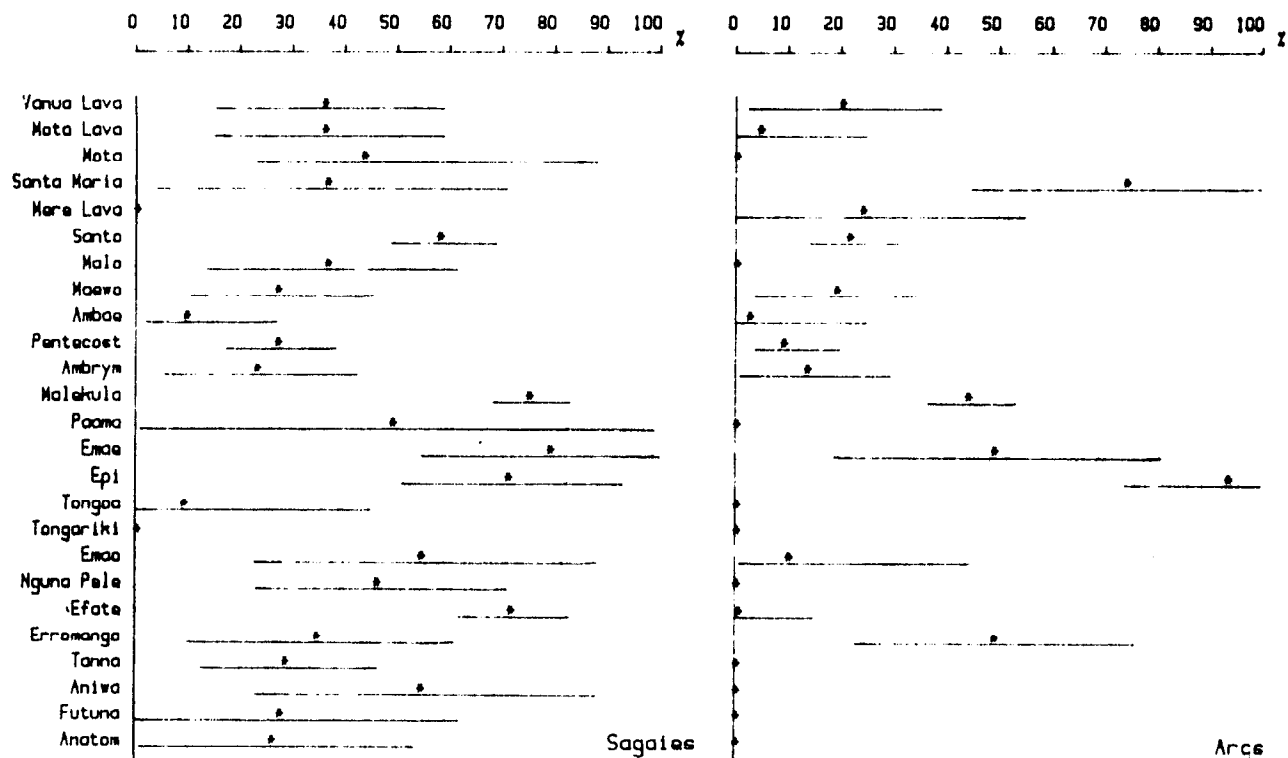 0 10 20 30 40 50 60 70 80 90 100 % 0 10 20 30 40 50 60 70 80 90 100 %
Vanua Lava
Mota Lava
Mota
Santa Maria
Mere Lava
Santo
Malo
Maewo
Ambae
Pentecost
Ambrym
Malekula
Paama
Emae
Epi
Tongoa
Tongariki
Emao
Nguna Pele
Efate
Erromanga
Tanna
Aniwa
Futuna
Anatom Sagaies Arcs